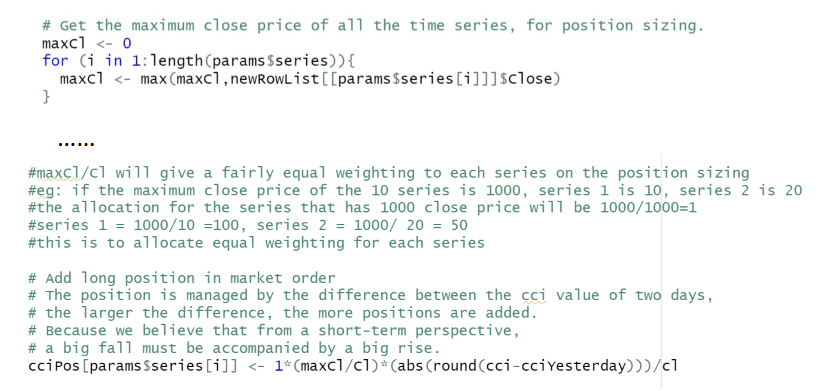 # Get the maximum close price of all the time series, for position sizing.
maxCl <- 0
for (i in 1:length(params$series)){
maxCl <- max(maxCl,newRowList[[params$series[i]]]$Close)
}
......
#maxCl/Cl will give a fairly equal weighting to each series on the position sizing
#eg: if the maximum close price of the 10 series is 1000, series 1 is 10, series 2 is 20
#the allocation for the series that has 1000 close price will be 1000/1000=1
#series 1 = 1000/10 =100, series 2 = 1000/ 20 = 50
#this is to allocate equal weighting for each series
# Add long position in market order
# The position is managed by the difference between the cci value of two days,
# the larger the difference, the more positions are added.
# Because we believe that from a short-term perspective,
# a big fall must be accompanied by a big rise.
cciPos[params$series[i]] <- 1*(maxCl/Cl)*(abs(round(cci-cciYesterday)))/cl